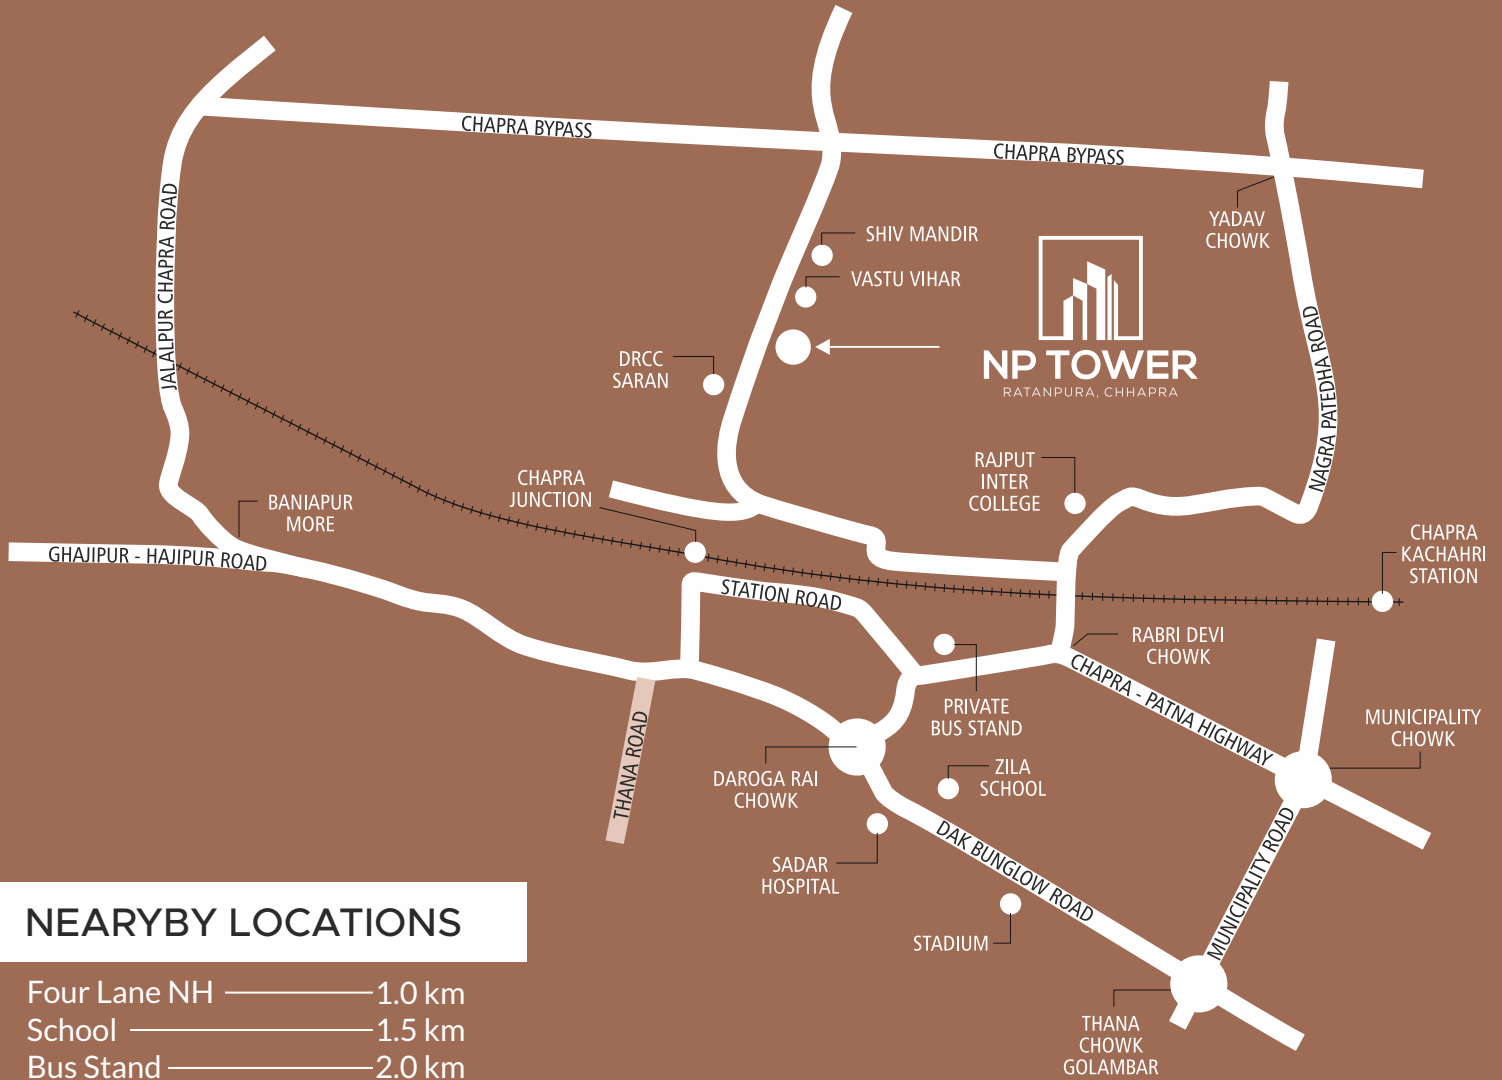 CHAPRA BYPASS
CHAPRA BYPASS
JALALPUR CHAPRA ROAD
YADAV
CHOWK
SHIV MANDIR
VASTU VIHAR
NP TOWER
RATANPURA, CHHAPRA
DRCC
SARAN
NAGRA PATEDHA ROAD
RAJPUT
INTER
COLLEGE
CHAPRA
JUNCTION
BANIAPUR
MORE
GHAJIPUR - HAJIPUR ROAD
CHAPRA
KACHAHRI
STATION
STATION ROAD
RABRI DEVI
CHOWK
CHAPRA - PATNA HIGHWAY
PRIVATE
BUS STAND
MUNICIPALITY
CHOWK
THANA ROAD
DAROGA RAI
CHOWK
ZILA
SCHOOL
DAK BUNGLOW ROAD
MUNICIPALITY ROAD
SADAR
HOSPITAL
STADIUM
THANA
CHOWK
GOLAMBAR
NEARYBY LOCATIONS
Four Lane NH 1.0 km
School 1.5 km
Bus Stand 2.0 km